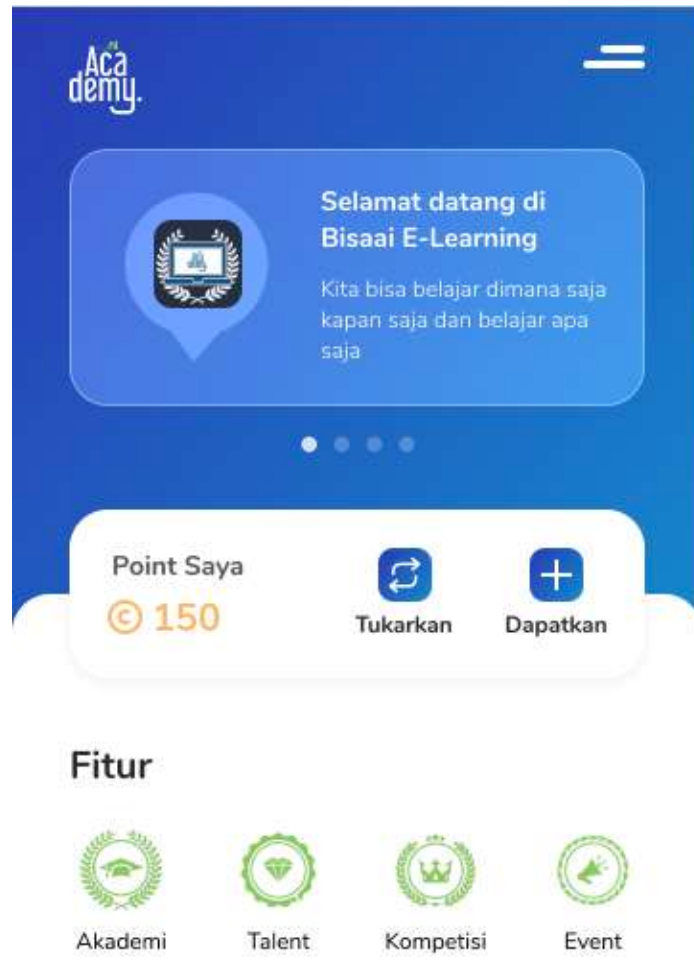 Aca
demy.
Selamat datang di
Bisaai E-Learning
Kita bisa belajar dimana saja
kapan saja dan belajar apa
saja
Point Saya
© 150
Tukarkan
Dapatkan
Fitur
Akademi
Talent
Kompetisi
Event